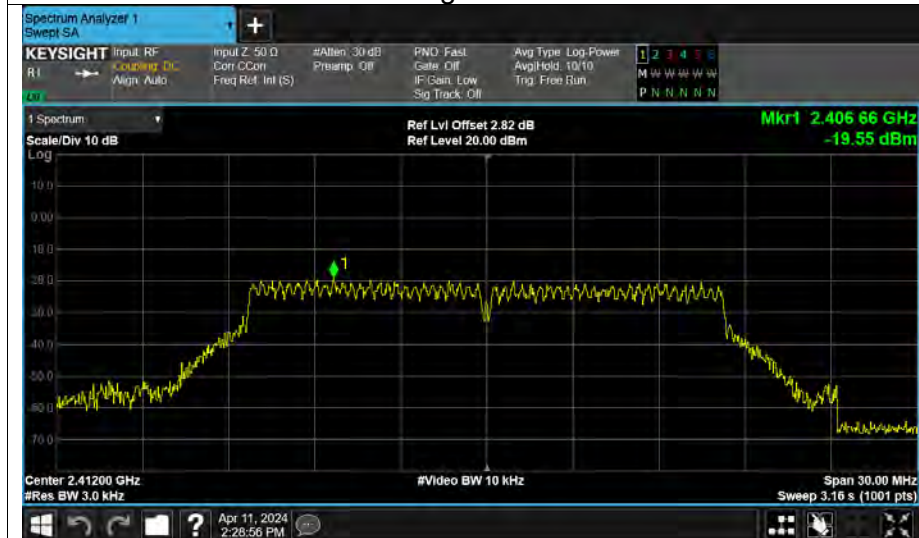 Spectrum Analyzer 1
Swept SA
+
KEYSIGHT Input: RF Input Z: 50 Ω #Atten: 30 dB PNO: Fast Avg Type: Log-Power 1 2 3 4 5 6
Coupling: DC Corr CCorr Preamp: Off Gate: Off Avg|Hold: 10/10 M W W W W W W
Align: Auto Freq Ref: Int (S) IF Gain: Low Trig: Free Run P N N N N N N
Sig Track: Off
1 Spectrum
Scale/Div 10 dB
Ref Lvl Offset 2.82 dB
Ref Level 20.00 dBm
Mkr1 2.406 66 GHz
-19.55 dBm
Log
10.0
0.00
1
-40.0
-50.0
-60.0
-70.0
Center 2.41200 GHz #Video BW 10 kHz Span 30.00 MHz
#Res BW 3.0 kHz Sweep 3.16 s (1001 pts)
? Apr 11, 2024
2:28:56 PM